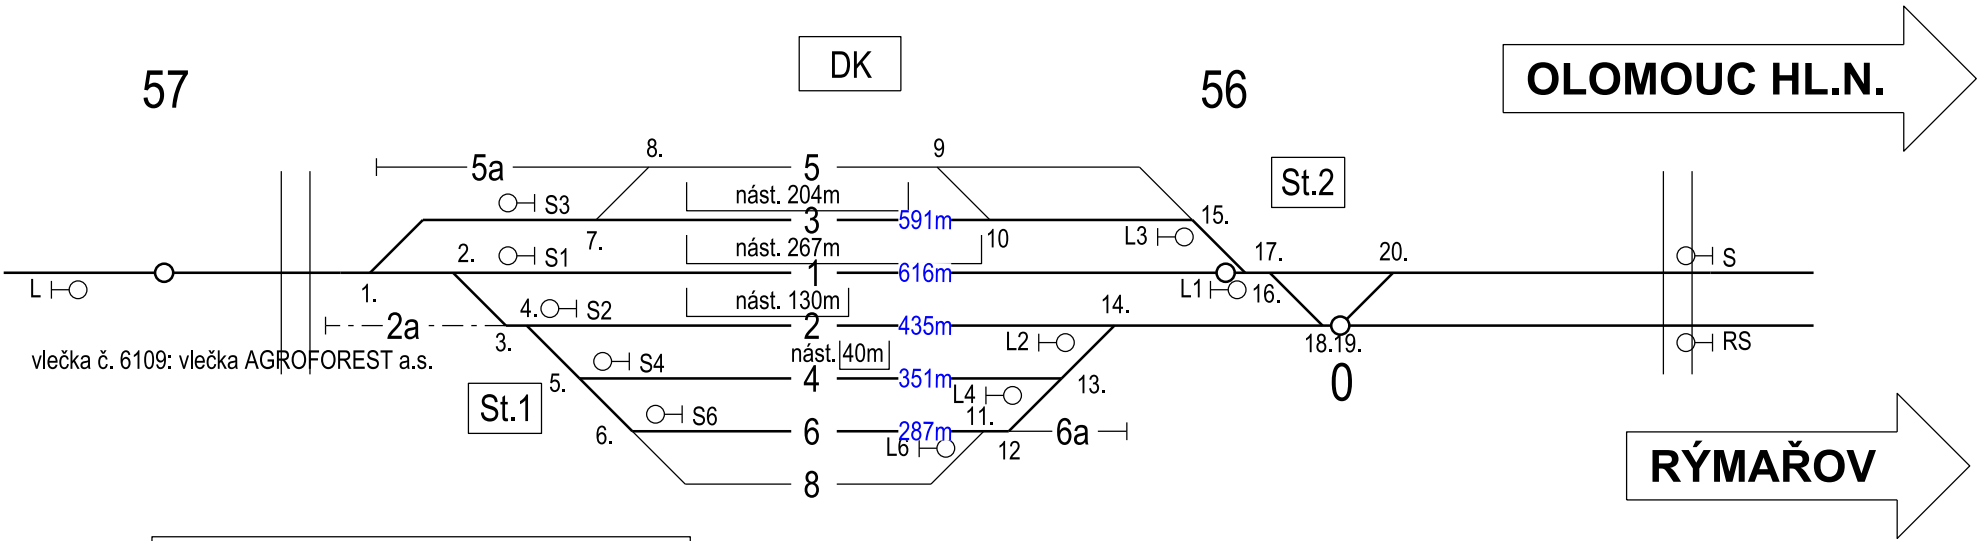 DK
57
56
OLOMOUC HL.N.
8.
9
5a
5
St.2
nást. 204m
S3
3
591m
15.
7.
10
L3
2.
S1
nást. 267m
17.
20.
S
1
616m
L
1.
L1
16.
nást. 130m
4.
S2
14.
2a
2
435m
3.
L2
18.19.
RS
vlečka č. 6109: vlečka AGROFOREST a.s.
nást. 40m
S4
0
5.
4
351m
13.
L4
St.1
S6
11.
6.
6
287m
6a
L6
12
RÝMAŘOV
8